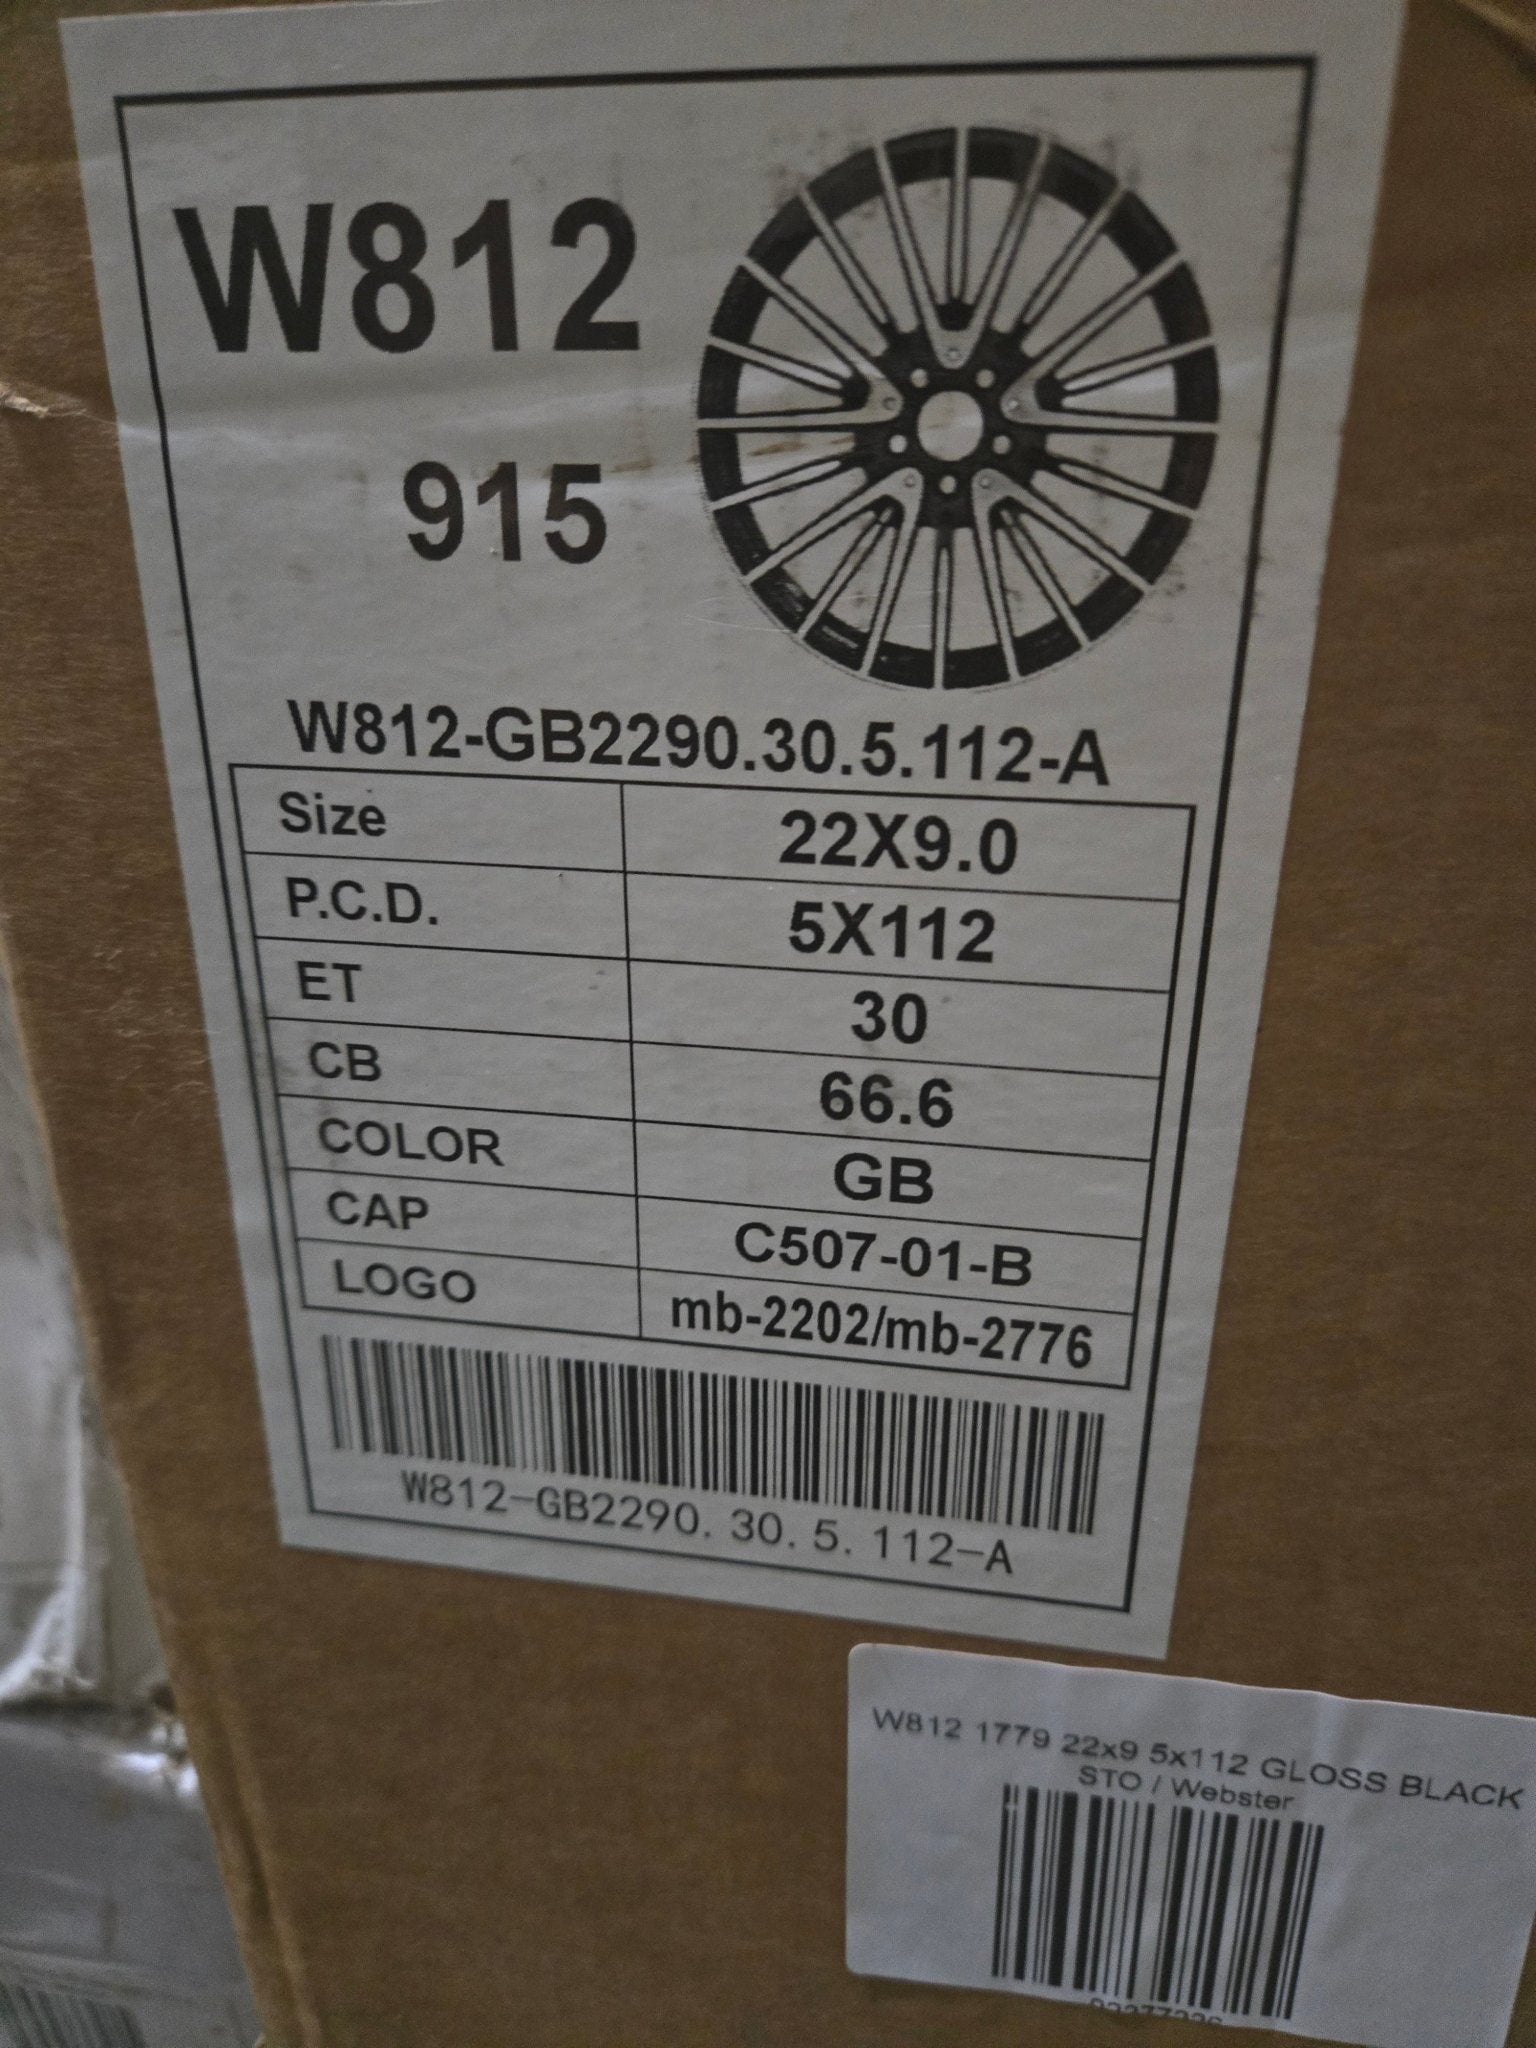 W812
915
W812-GB2290.30.5.112-A
Size 22X9.0
P.C.D. 5X112
ET 30
CB 66.6
COLOR GB
CAP C507-01-B
LOGO mb-2202/mb-2776
W812-GB2290.30.5.112-A
W812 1779 22x9 5x112 GLOSS BLACK
STO / Webster